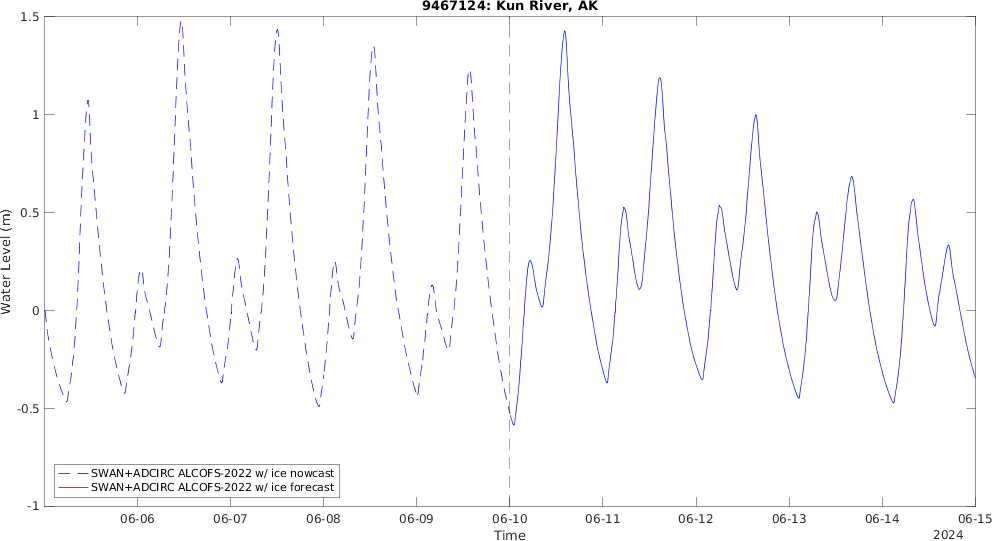 9467124: Kun River, AK
1.5
1
0.5
0
-0.5
-1
Water Level (m)
SWAN+ADCIRC ALCOFS-2022 w/ ice nowcast
SWAN+ADCIRC ALCOFS-2022 w/ ice forecast
06-06 06-07 06-08 06-09 06-10 06-11 06-12 06-13 06-14 06-15
Time
2024